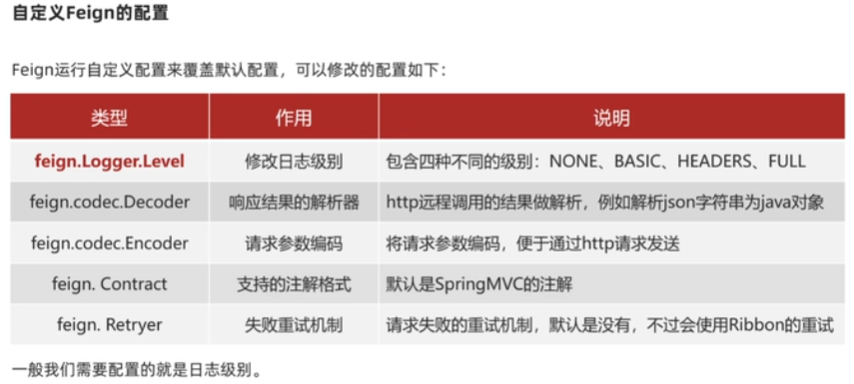 自定义Feign的配置
Feign运行自定义配置来覆盖默认配置，可以修改的配置如下：
类型 作用 说明
feign.Logger.Level 修改日志级别 包含四种不同的级别：NONE、BASIC、HEADERS、FULL
feign.codec.Decoder 响应结果的解析器 http远程调用的结果做解析，例如解析json字符串为java对象
feign.codec.Encoder 请求参数编码 将请求参数编码，便于通过http请求发送
feign. Contract 支持的注解格式 默认是SpringMVC的注解
feign. Retryer 失败重试机制 请求失败的重试机制，默认是没有，不过会使用Ribbon的重试
一般我们需要配置的就是日志级别。